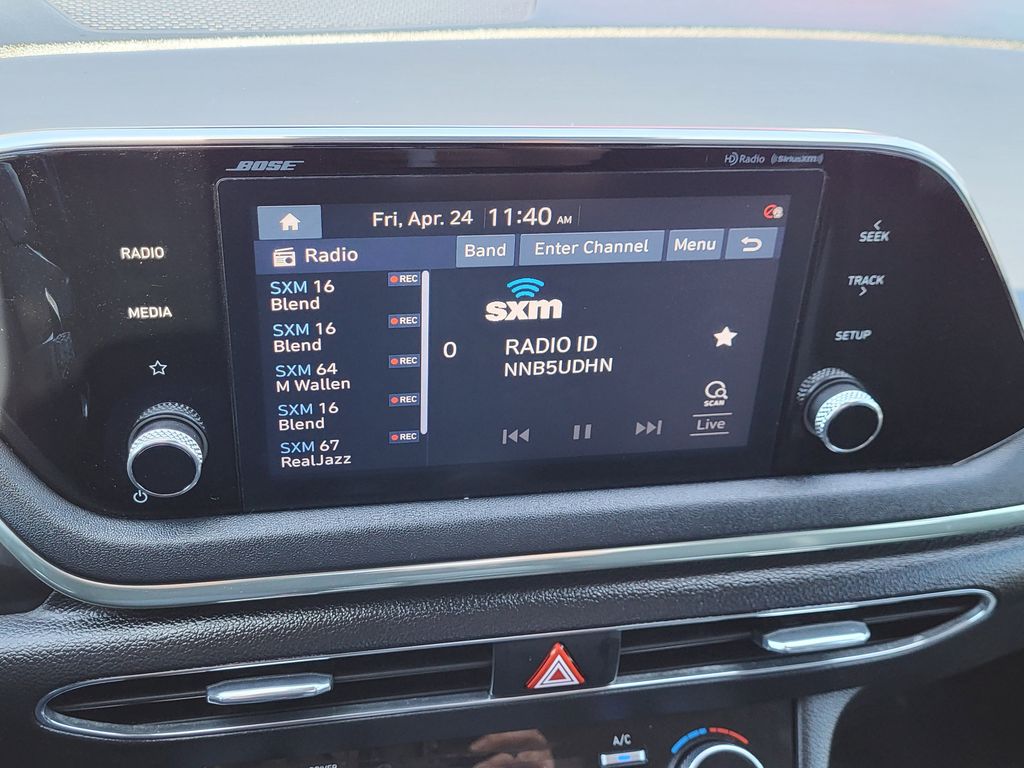 BOSE
HD Radio SiriusXM
Fri, Apr. 24 11:40 AM
Radio Band Enter Channel Menu
SXM 16 REC
Blend
SXM 16 REC
Blend
SXM 64 REC
M Wallen
SXM 16 REC
Blend
SXM 67 REC
RealJazz
sxm
0 RADIO ID
NNB5UDHN
SCAN
Live
RADIO
MEDIA
SEEK
TRACK
SETUP
A/C